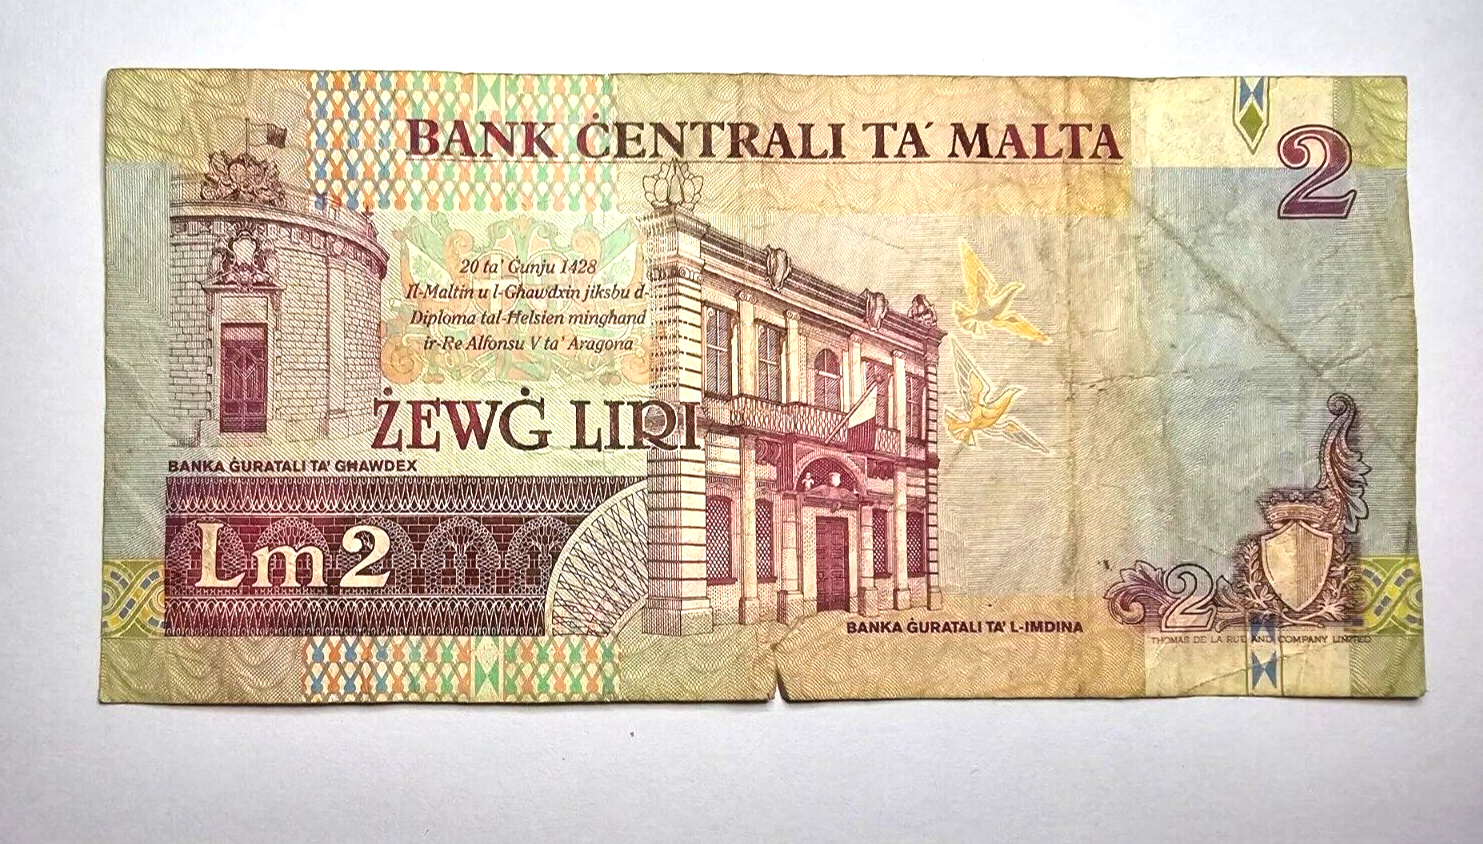 BANK ĊENTRALI TA' MALTA
2
20 ta' Ġunju 1428
Il-Maltin u l-Għawdxin jiksbu d-
Diploma tal-Ħelsien mingħand
ir-Re Alfonsu V ta' Aragona
ŻEWĠ LIRI
BANKA ĠURATALI TA' GĦAWDEX
Lm2
2
BANKA ĠURATALI TA' L-IMDINA
THOMAS DE LA RUE AND COMPANY LIMITED